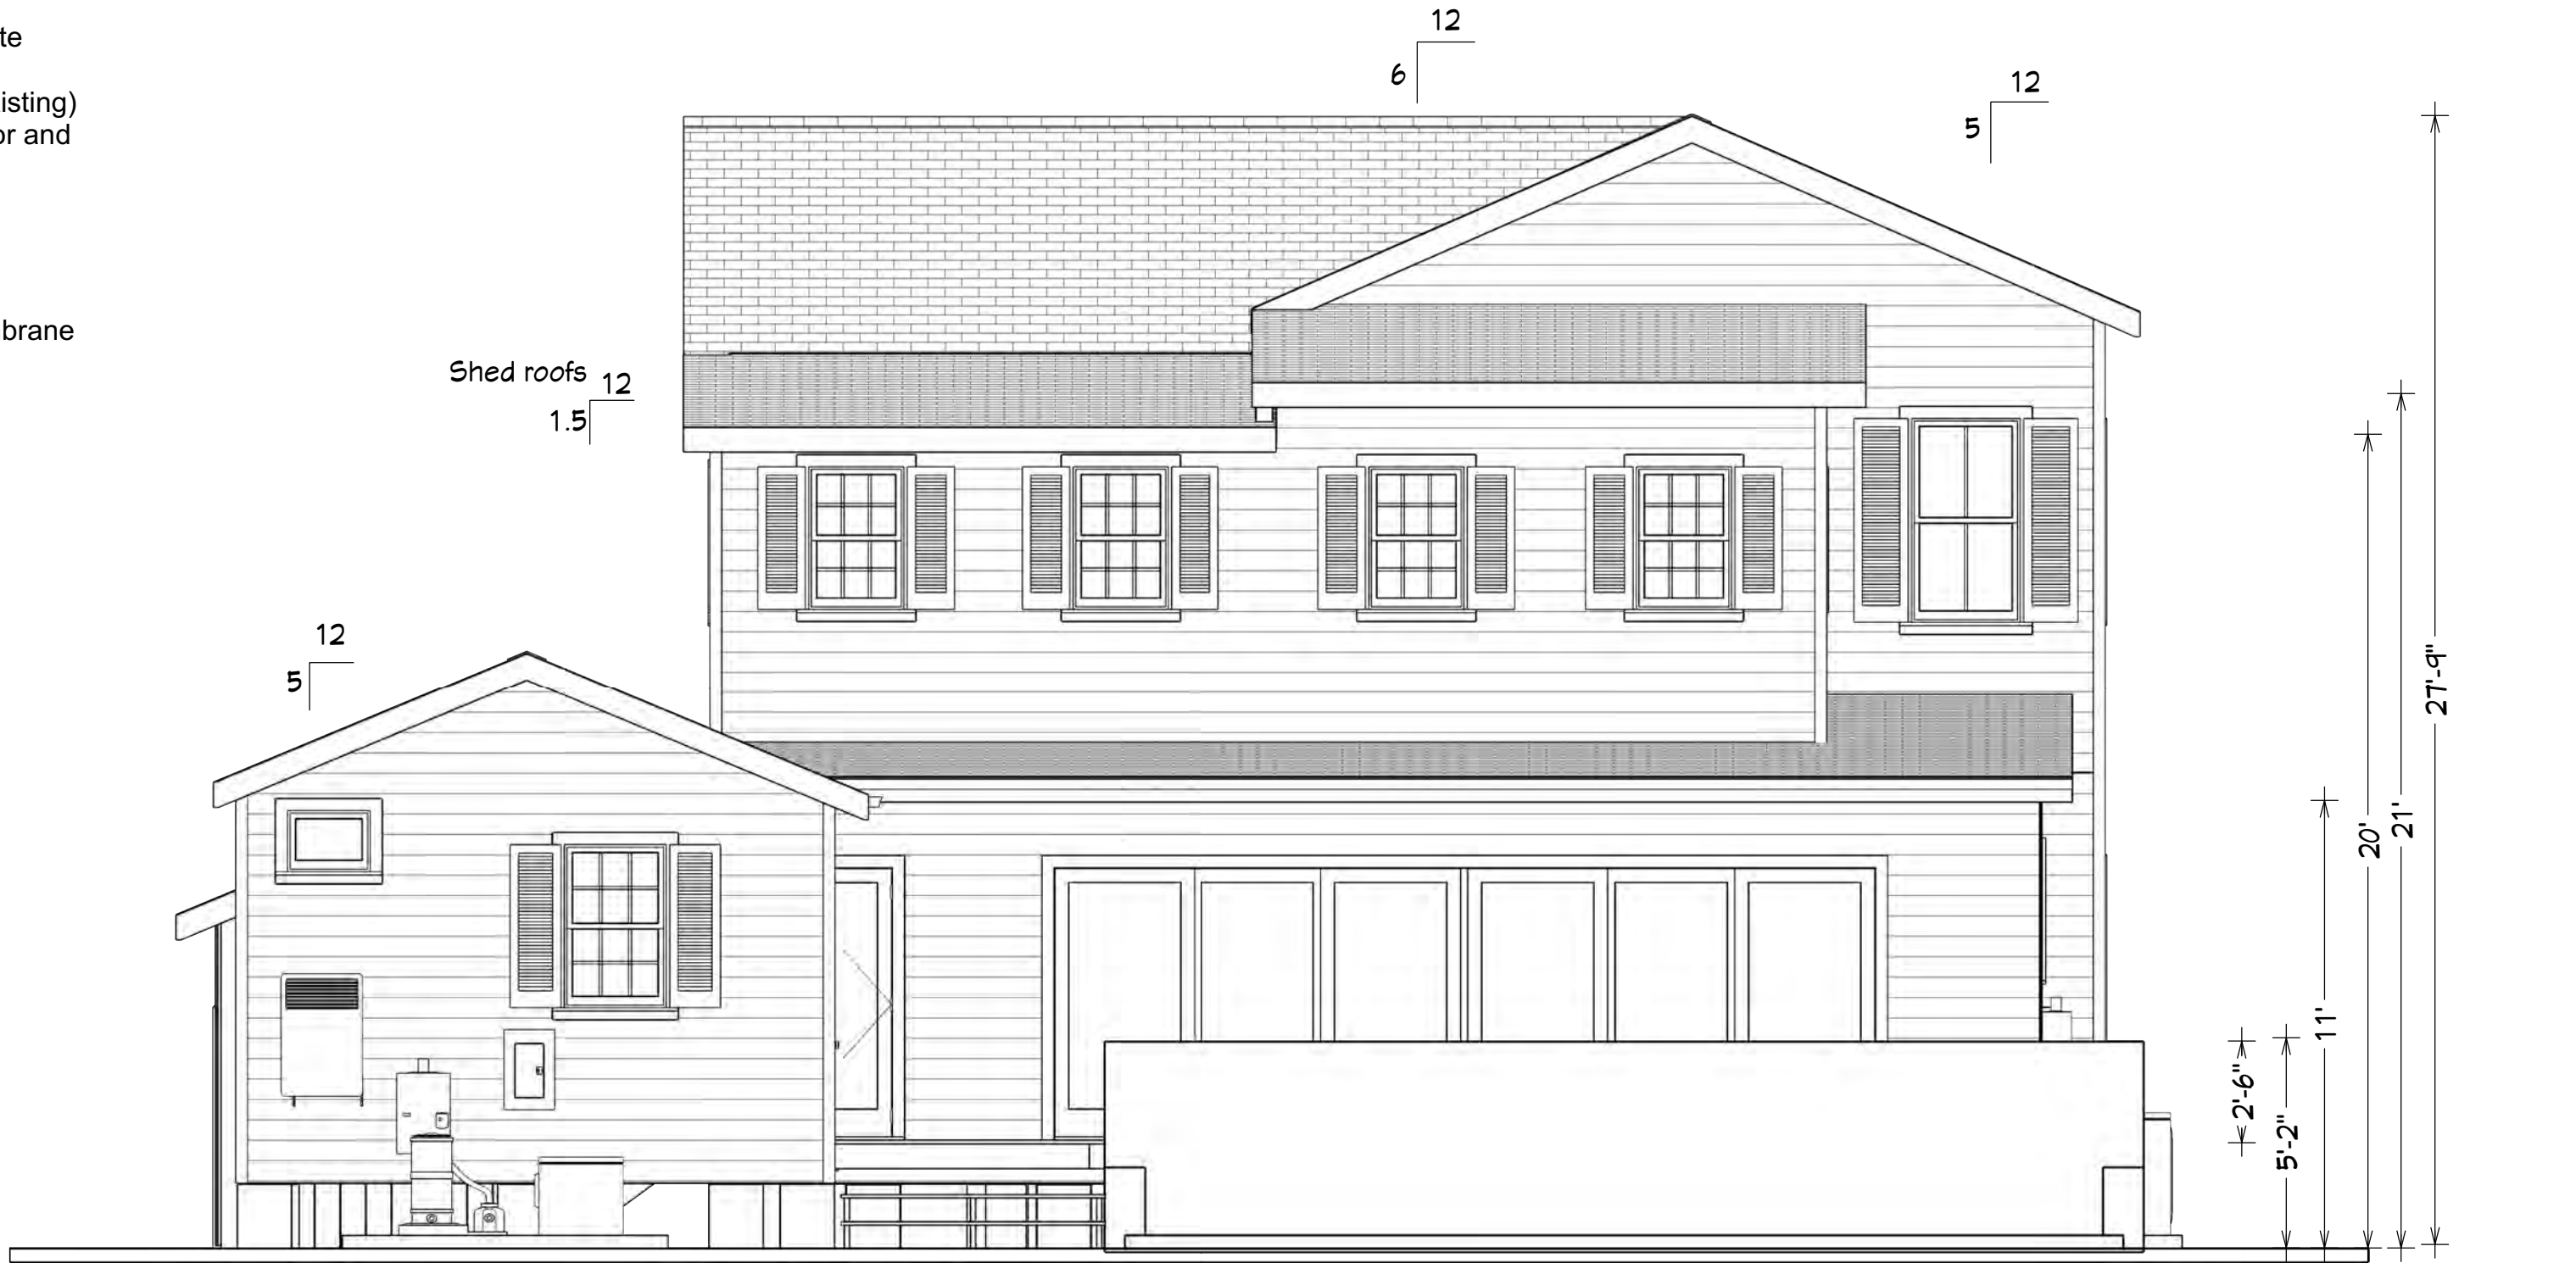 te
isting)
or and
brane
12
6
12
5
Shed roofs
12
1.5
12
5
27'-9"
21'
20'
11'
2'-6"
5'-2"